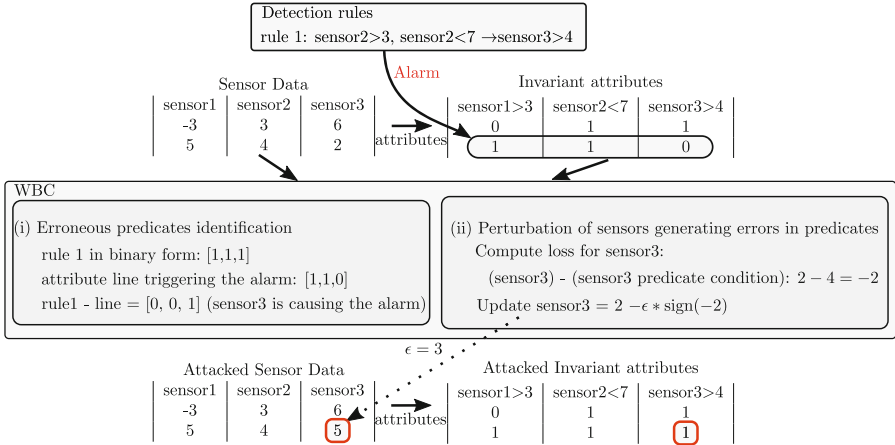 Detection rules
rule 1: sensor2>3, sensor2<7 →sensor3>4
Alarm
Sensor Data
sensor1 sensor2 sensor3
-3 3 6
5 4 2
attributes
Invariant attributes
sensor1>3 sensor2<7 sensor3>4
0 1 1
1 1 0
WBC
(i) Erroneous predicates identification
rule 1 in binary form: [1,1,1]
attribute line triggering the alarm: [1,1,0]
rule1 - line = [0, 0, 1] (sensor3 is causing the alarm)
(ii) Perturbation of sensors generating errors in predicates
Compute loss for sensor3:
(sensor3) - (sensor3 predicate condition): 2 − 4 = −2
Update sensor3 = 2 −ϵ ∗ sign(−2)
ϵ = 3
Attacked Sensor Data
sensor1 sensor2 sensor3
-3 3 6
5 4 5
attributes
Attacked Invariant attributes
sensor1>3 sensor2<7 sensor3>4
0 1 1
1 1 1